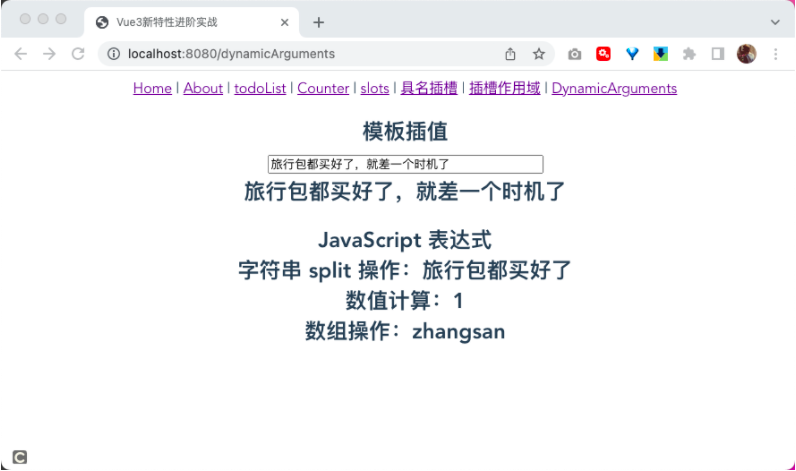 Vue3新特性进阶实战
localhost:8080/dynamicArguments
Home | About | todoList | Counter | slots | 具名插槽 | 插槽作用域 | DynamicArguments
模板插值
旅行包都买好了，就差一个时机了
旅行包都买好了，就差一个时机了
JavaScript 表达式
字符串 split 操作：旅行包都买好了
数值计算：1
数组操作：zhangsan